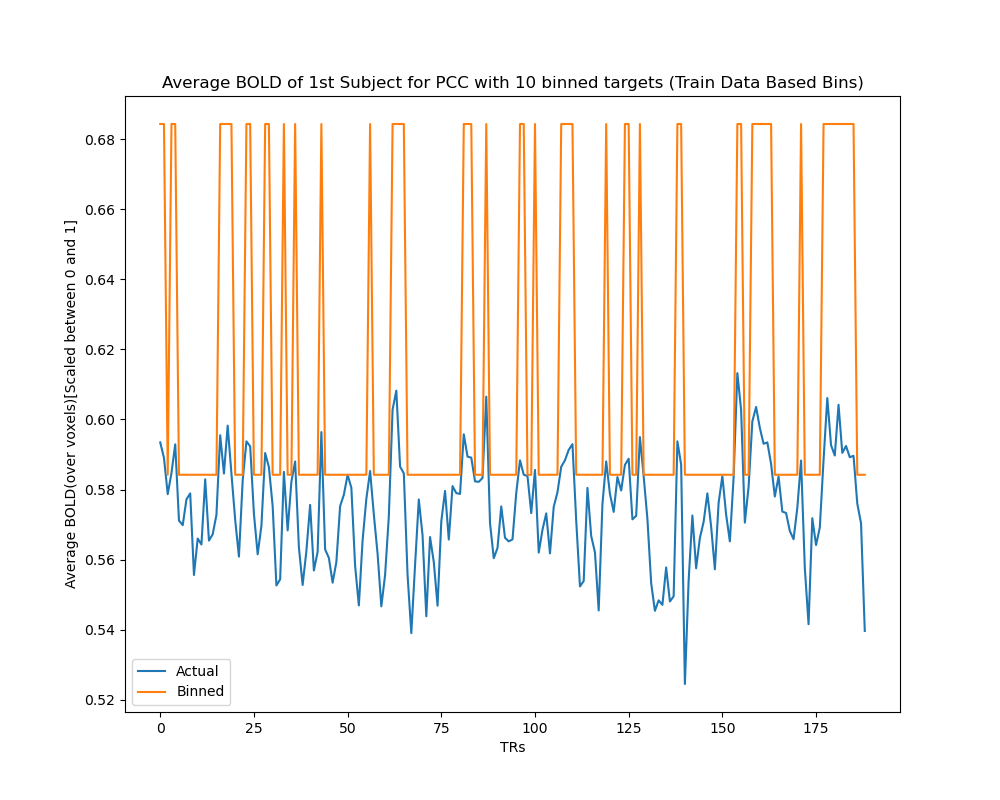 Average BOLD of 1st Subject for PCC with 10 binned targets (Train Data Based Bins)
Average BOLD(over voxels)[Scaled between 0 and 1]
0.68
0.66
0.64
0.62
0.60
0.58
0.56
0.54
0.52
Actual
Binned
0 25 50 75 100 125 150 175
TRs